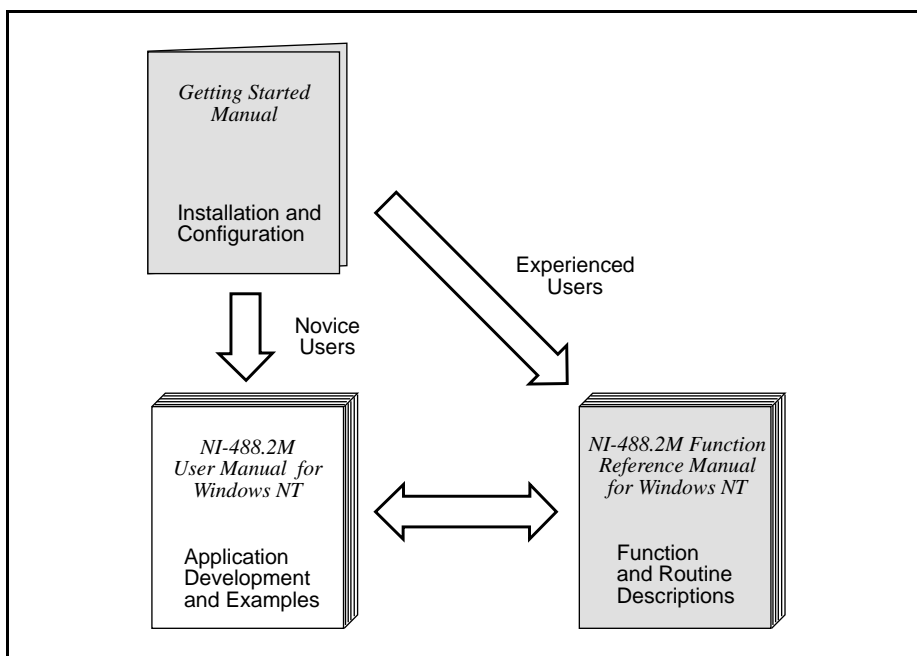 Getting Started
Manual
Installation and
Configuration
Experienced
Users
Novice
Users
NI-488.2M
User Manual for
Windows NT
Application
Development
and Examples
NI-488.2M Function
Reference Manual
for Windows NT
Function
and Routine
Descriptions